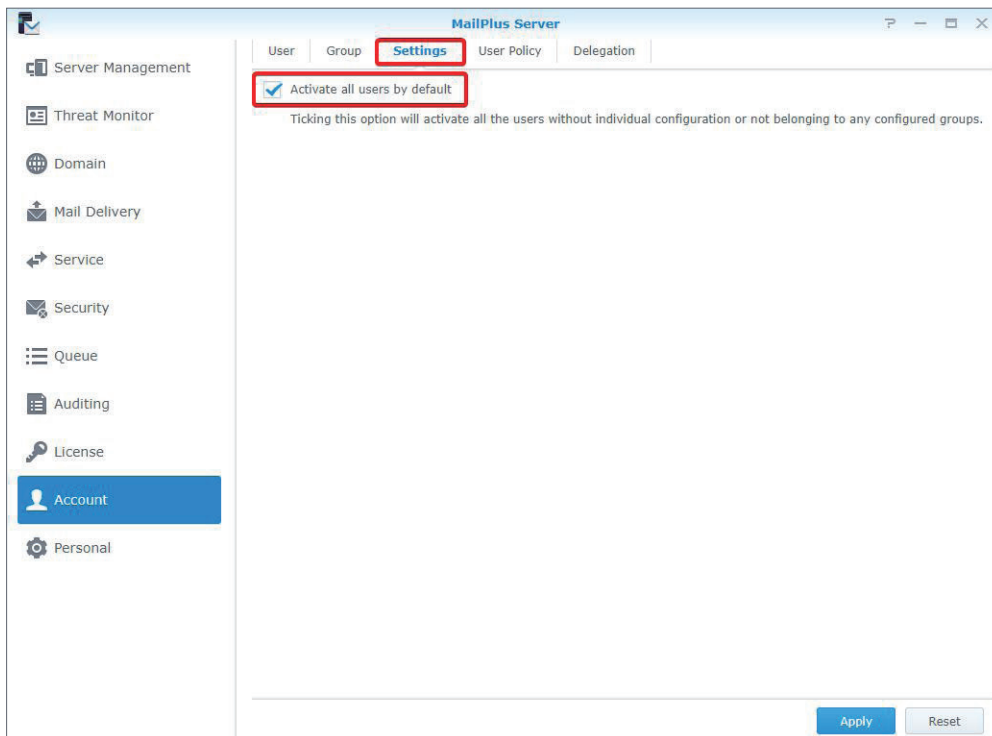 MailPlus Server
User
Group
Settings
User Policy
Delegation
Server Management
Threat Monitor
Domain
Mail Delivery
Service
Security
Queue
Auditing
License
Account
Personal
Activate all users by default
Ticking this option will activate all the users without individual configuration or not belonging to any configured groups.
Apply
Reset